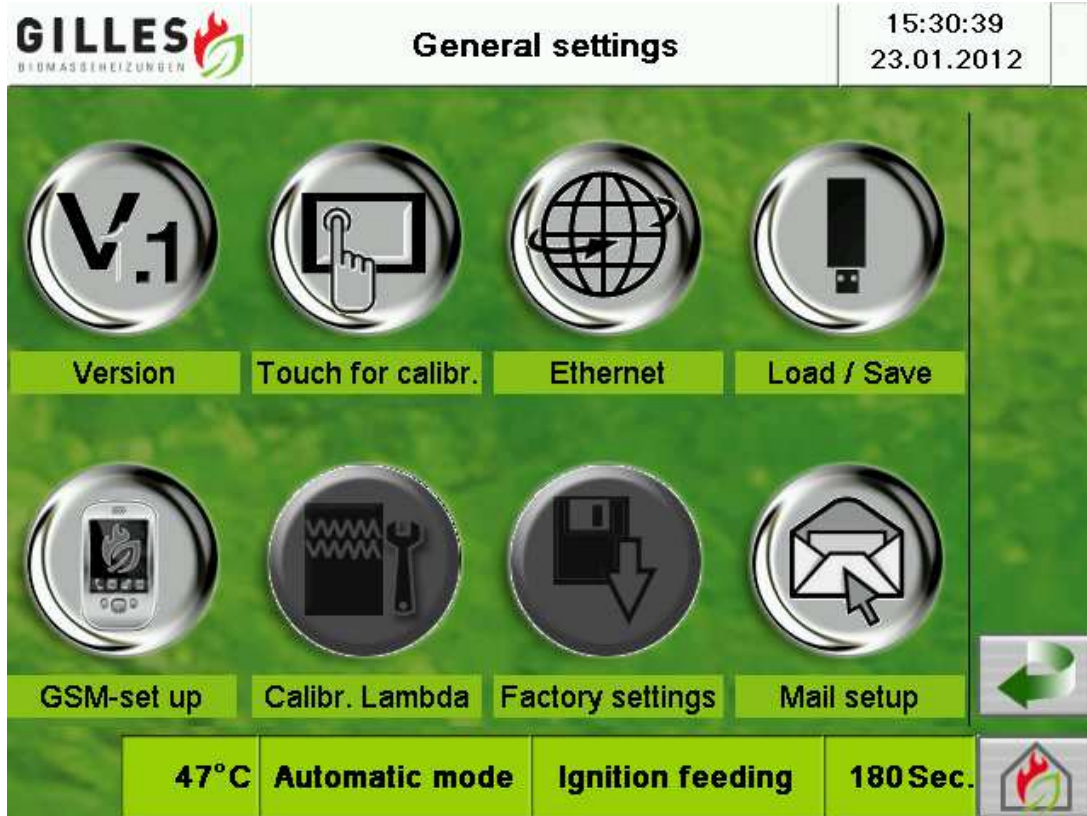 GILLES
BIOMASSEHEIZUNGEN
General settings
15:30:39
23.01.2012
V.1
Version
Touch for calibr.
Ethernet
Load / Save
GSM-set up
Calibr. Lambda
Factory settings
Mail setup
47°C
Automatic mode
Ignition feeding
180 Sec.